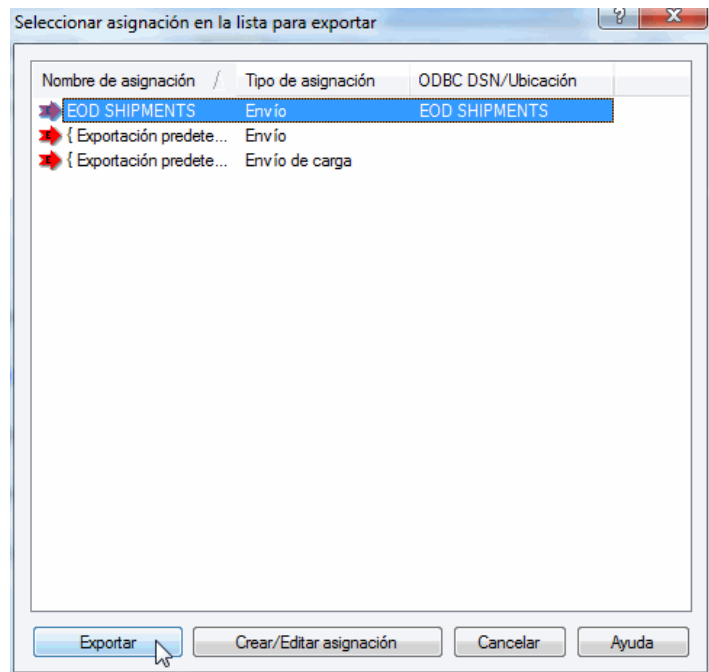 Seleccionar asignación en la lista para exportar
Nombre de asignación / Tipo de asignación ODBC DSN/Ubicación
EOD SHIPMENTS Envío EOD SHIPMENTS
{ Exportación predete... Envío
{ Exportación predete... Envío de carga
Exportar Crear/Editar asignación Cancelar Ayuda